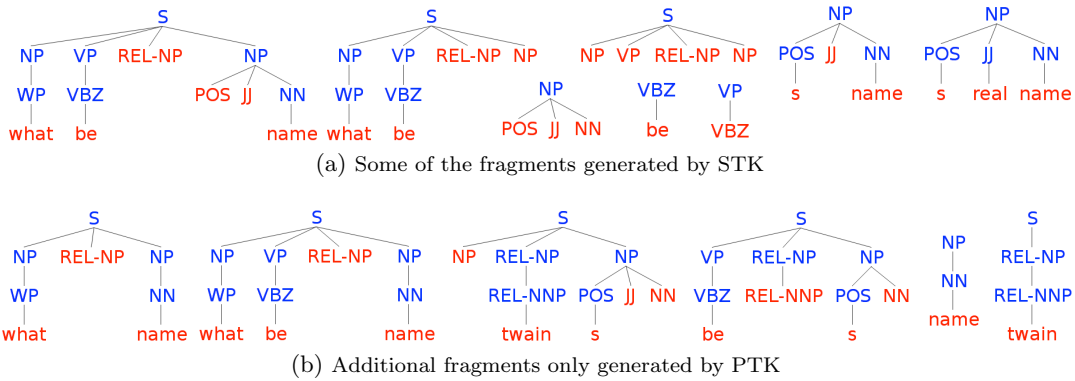 S S S NP NP
NP VP REL-NP NP NP VP REL-NP NP NP VP REL-NP NP POS JJ NN POS JJ NN
WP VBZ POS JJ NN WP VBZ NP VBZ VP s name s real name
what be name what be POS JJ NN be VBZ
(a) Some of the fragments generated by STK
S S S S S
NP REL-NP NP NP VP REL-NP NP NP REL-NP NP VP REL-NP NP NP REL-NP
WP NN WP VBZ NN REL-NNP POS JJ NN VBZ REL-NNP POS NN NN REL-NNP
what name what be name twain s be s name twain
(b) Additional fragments only generated by PTK